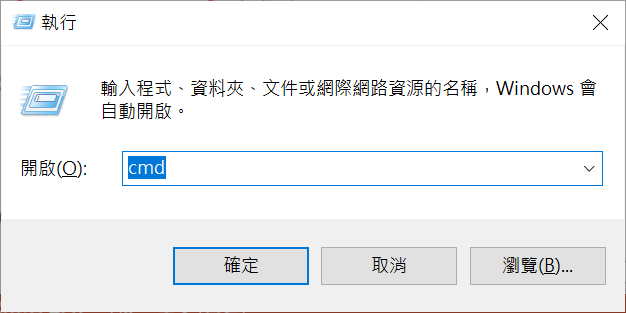 執行
輸入程式、資料夾、文件或網際網路資源的名稱，Windows 會
自動開啟。
開啟(O):
cmd
確定
取消
瀏覽(B)...